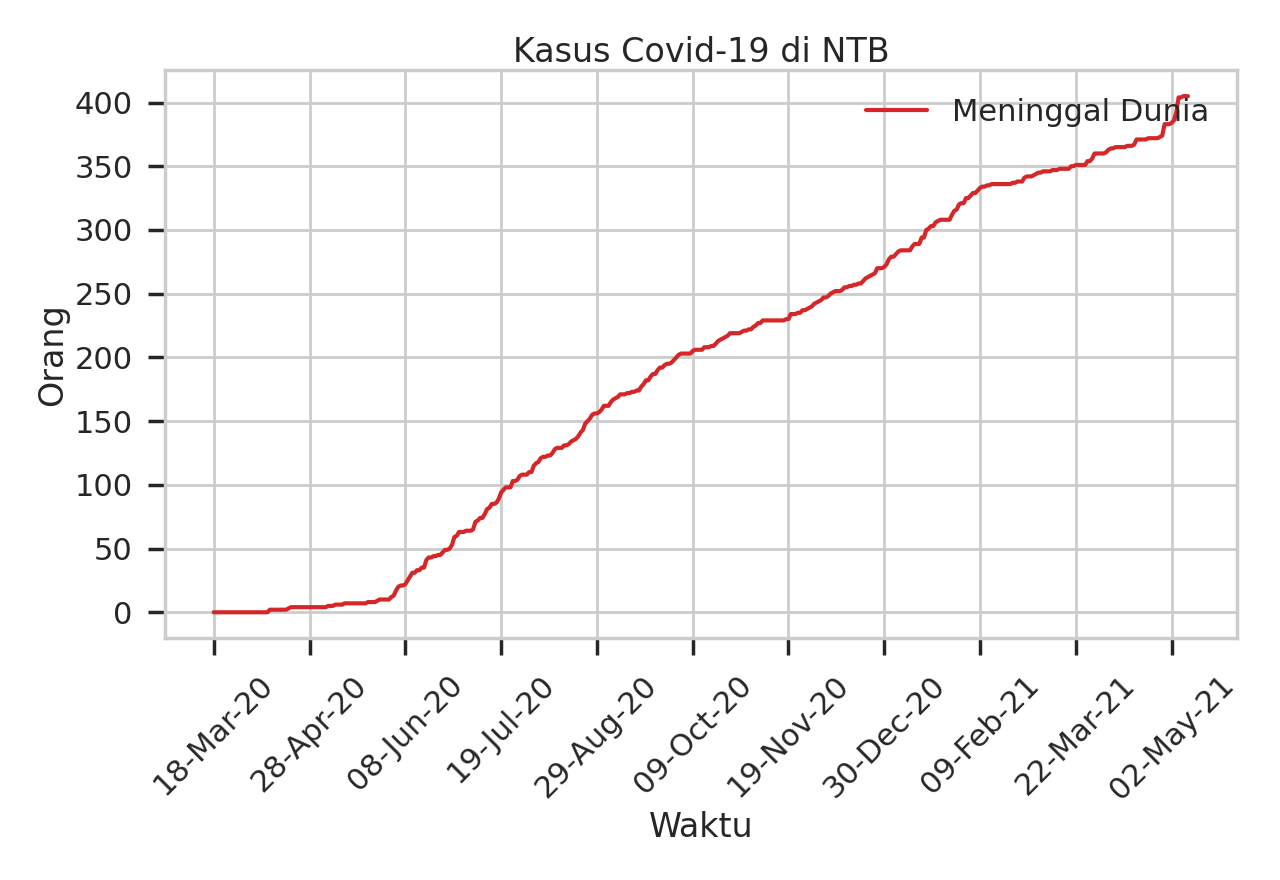 Kasus Covid-19 di NTB
Meninggal Dunia
400
350
300
250
200
150
100
50
0
Orang
18-Mar-20
28-Apr-20
08-Jun-20
19-Jul-20
29-Aug-20
09-Oct-20
19-Nov-20
30-Dec-20
09-Feb-21
22-Mar-21
02-May-21
Waktu